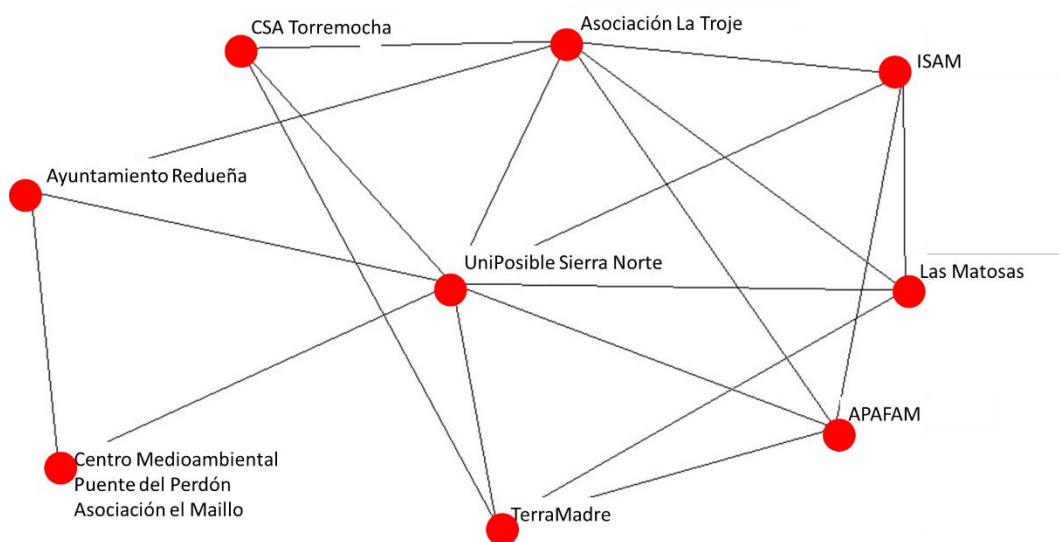 CSA Torremocha
Asociación La Troje
ISAM
Ayuntamiento Redueña
UniPosible Sierra Norte
Las Matosas
APAFAM
Centro Medioambiental
Puente del Perdón
Asociación el Maillo
TerraMadre